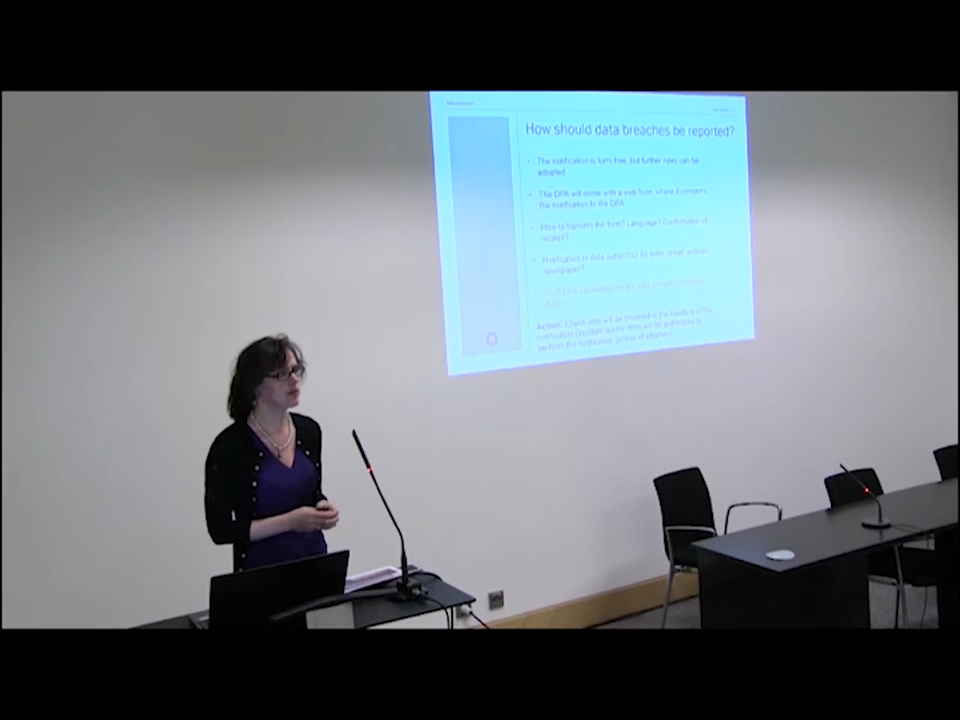 How should data breaches be reported?
• The notification is form free, but further rules can be
adopted
• The DPA will come with a web form, where it concerns
the notification to the DPA.
• How to transmit the form? Language? Confirmation of
receipt?
• Notification to data subject(s) by letter, email, website
newspaper?
Action: Check who will be involved in the handling of the
notification (incident teams) Who will be authorized to
perform the notification (power of attorney)